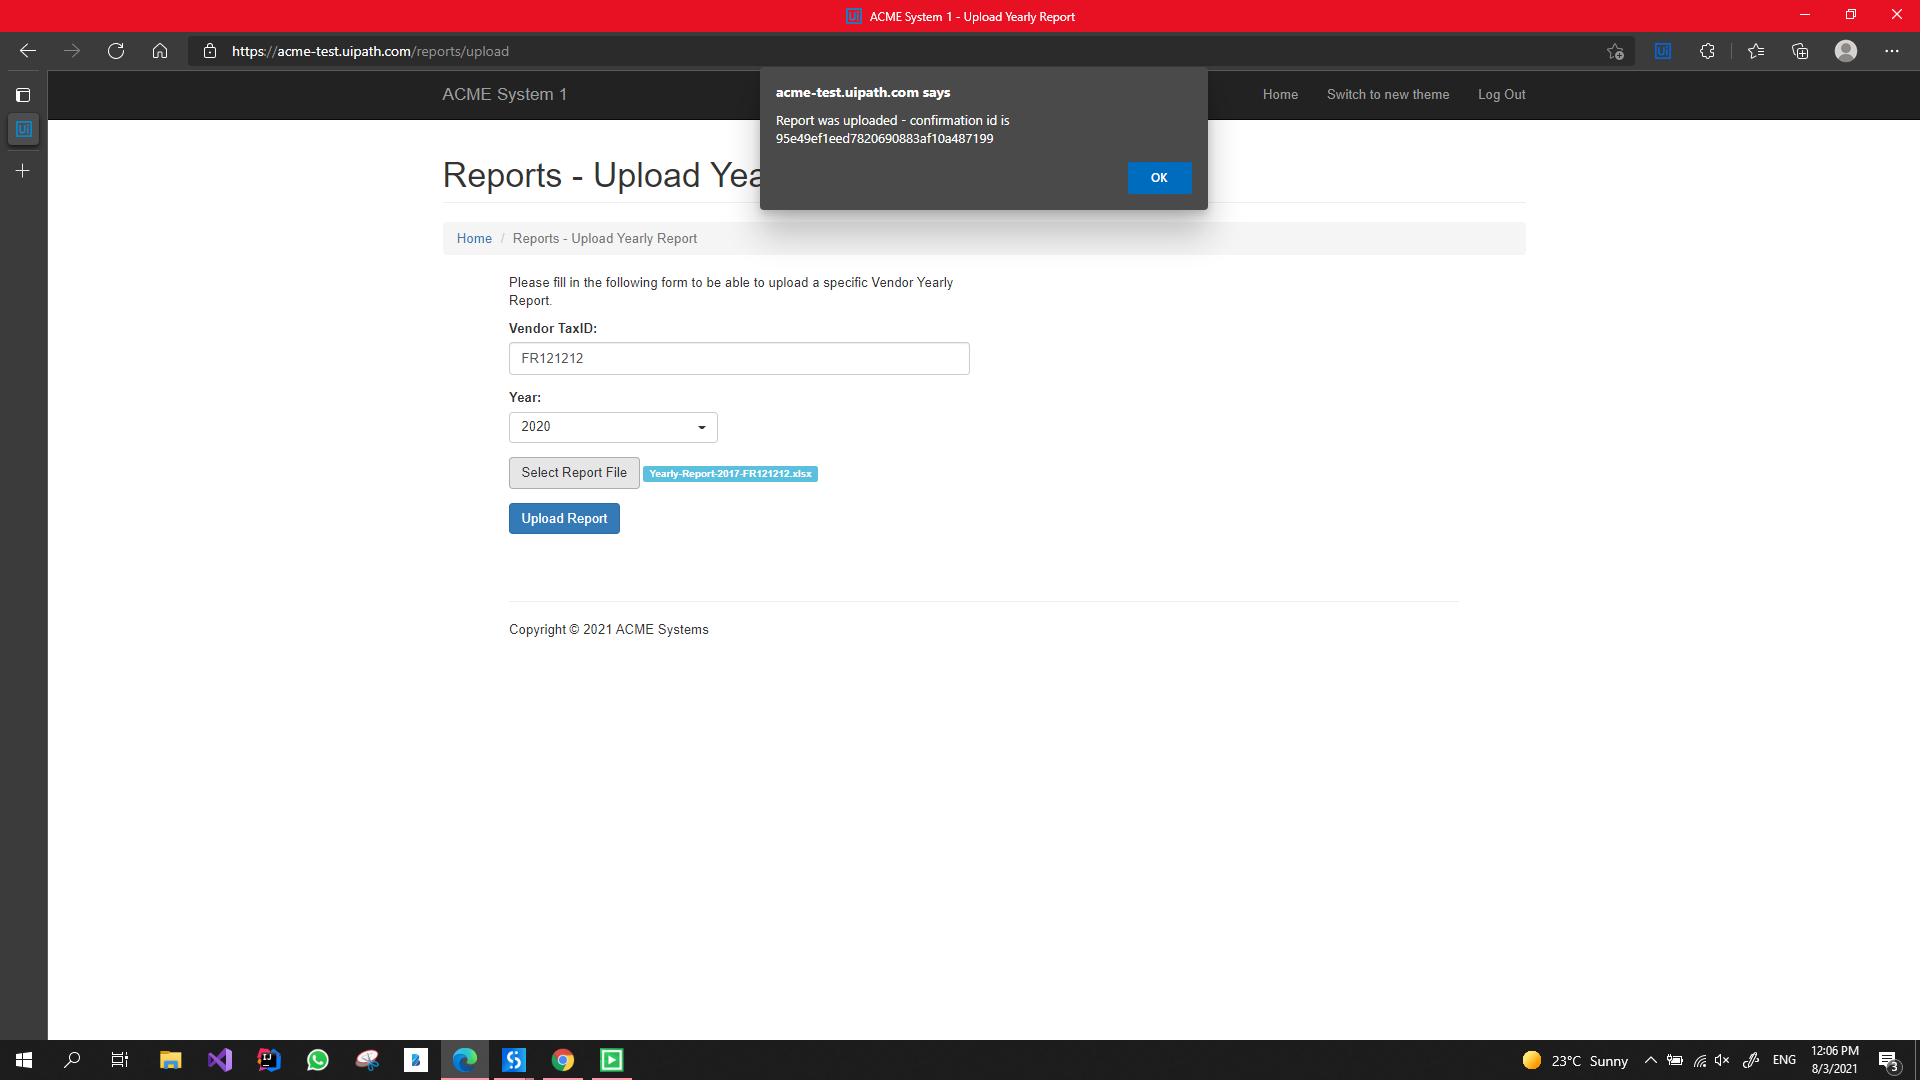 ACME System 1 - Upload Yearly Report
https://acme-test.uipath.com/reports/upload
ACME System 1
Home
Switch to new theme
Log Out
acme-test.uipath.com says
Report was uploaded - confirmation id is
95e49ef1eed7820690883af10a487199
OK
Reports - Upload Yea
Home / Reports - Upload Yearly Report
Please fill in the following form to be able to upload a specific Vendor Yearly
Report.
Vendor TaxID:
FR121212
Year:
2020
Select Report File
Yearly-Report-2017-FR121212.xlsx
Upload Report
Copyright © 2021 ACME Systems
23°C Sunny
ENG
12:06 PM
8/3/2021
3